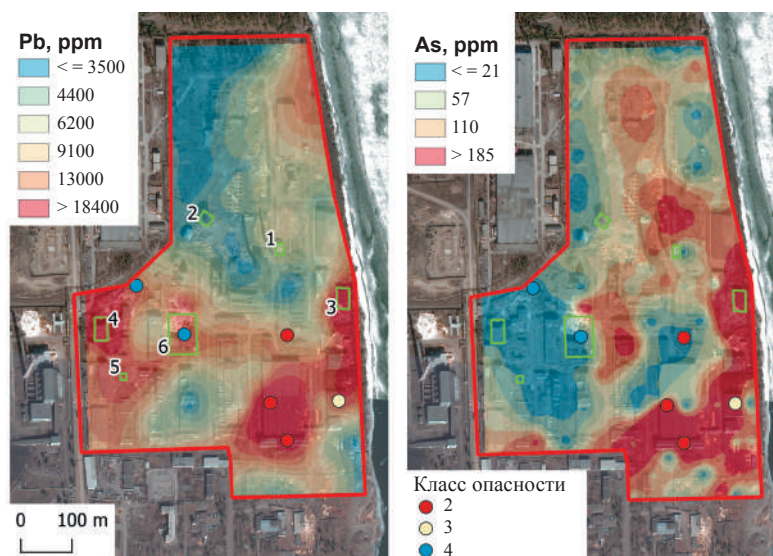 Pb, ppm
< = 3500
4400
6200
9100
13000
> 18400
2
1
3
4
6
5
0 100 m
As, ppm
< = 21
57
110
> 185
Класс опасности
2
3
4